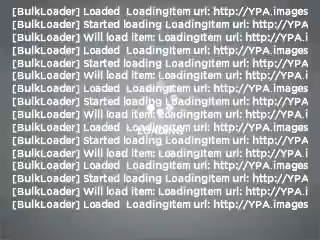 [BulkLoader] Loaded LoadingItem url: http://YPA.images
[BulkLoader] Started loading LoadingItem url: http://YPA
[BulkLoader] Will load item: LoadingItem url: http://YPA.i
[BulkLoader] Loaded LoadingItem url: http://YPA.images
[BulkLoader] Started loading LoadingItem url: http://YPA
[BulkLoader] Will load item: LoadingItem url: http://YPA.i
[BulkLoader] Loaded LoadingItem url: http://YPA.images
[BulkLoader] Started loading LoadingItem url: http://YPA
[BulkLoader] Will load item: LoadingItem url: http://YPA.i
[BulkLoader] Loaded LoadingItem url: http://YPA.images
LOADING
[BulkLoader] Started loading LoadingItem url: http://YPA
[BulkLoader] Will load item: LoadingItem url: http://YPA.i
[BulkLoader] Loaded LoadingItem url: http://YPA.images
[BulkLoader] Started loading LoadingItem url: http://YPA
[BulkLoader] Will load item: LoadingItem url: http://YPA.i
[BulkLoader] Loaded LoadingItem url: http://YPA.images